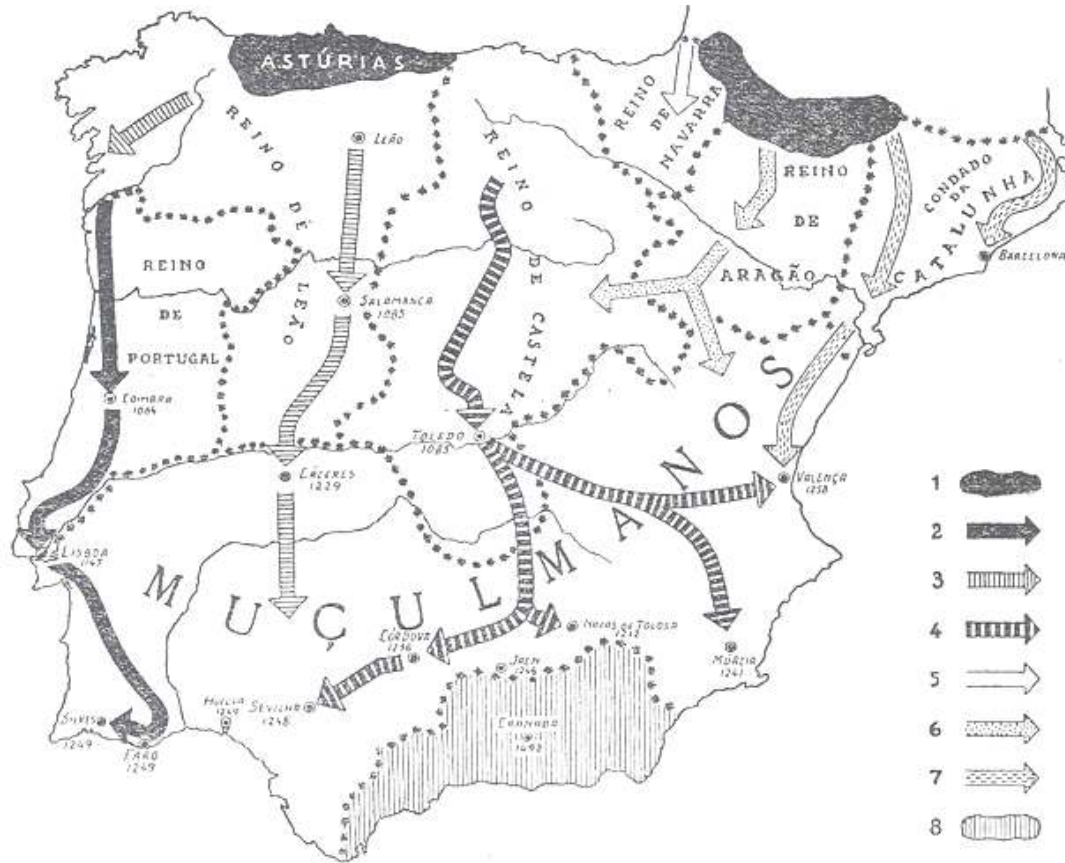 ASTÚRIAS
REINO
DÉ
LEÃO
LEÃO
REINO
DE
NAVARRA
REINO
DE
ARAGÃO
CONDADO
DA
CATALUNHA
BARCELONA
REINO
DE CASTELA
REINO
DE
PORTUGAL
SALAMANCA
1085
COIMBRA
1064
TOLEDO
1085
CÁCERES
1229
VALENÇA
1238
LISBOA
1147
MUÇULMANOS
NAVAS DE TOLOSA
1212
CÓRDOVA
1236
JAEN
1246
MÚRCIA
1241
SEVILHA
1248
HUELVA
SILVES
1249
FARO
1249
GRANADA
1492
1
2
3
4
5
6
7
8